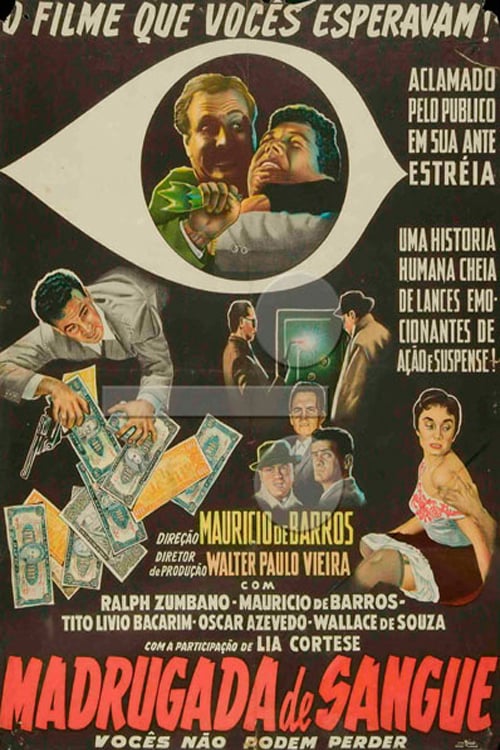 O FILME QUE VOCÊS ESPERAVAM!
ACLAMADO
PELO PUBLICO
EM SUA ANTE
ESTRÉIA
UMA HISTORIA
HUMANA CHEIA
DE LANCES EMO
CIONANTES DE
AÇÃO E SUSPENSE!
DIREÇÃO MAURICIO DE BARROS
DIRETOR de PRODUÇÃO WALTER PAULO VIEIRA
COM
RALPH ZUMBANO - MAURICIO DE BARROS -
TITO LIVIO BACARIM - OSCAR AZEVEDO - WALLACE DE SOUZA
COM A PARTICIPAÇÃO DE LIA CORTESE
MADRUGADA de SANGUE
VOCÊS NÃO PODEM PERDER